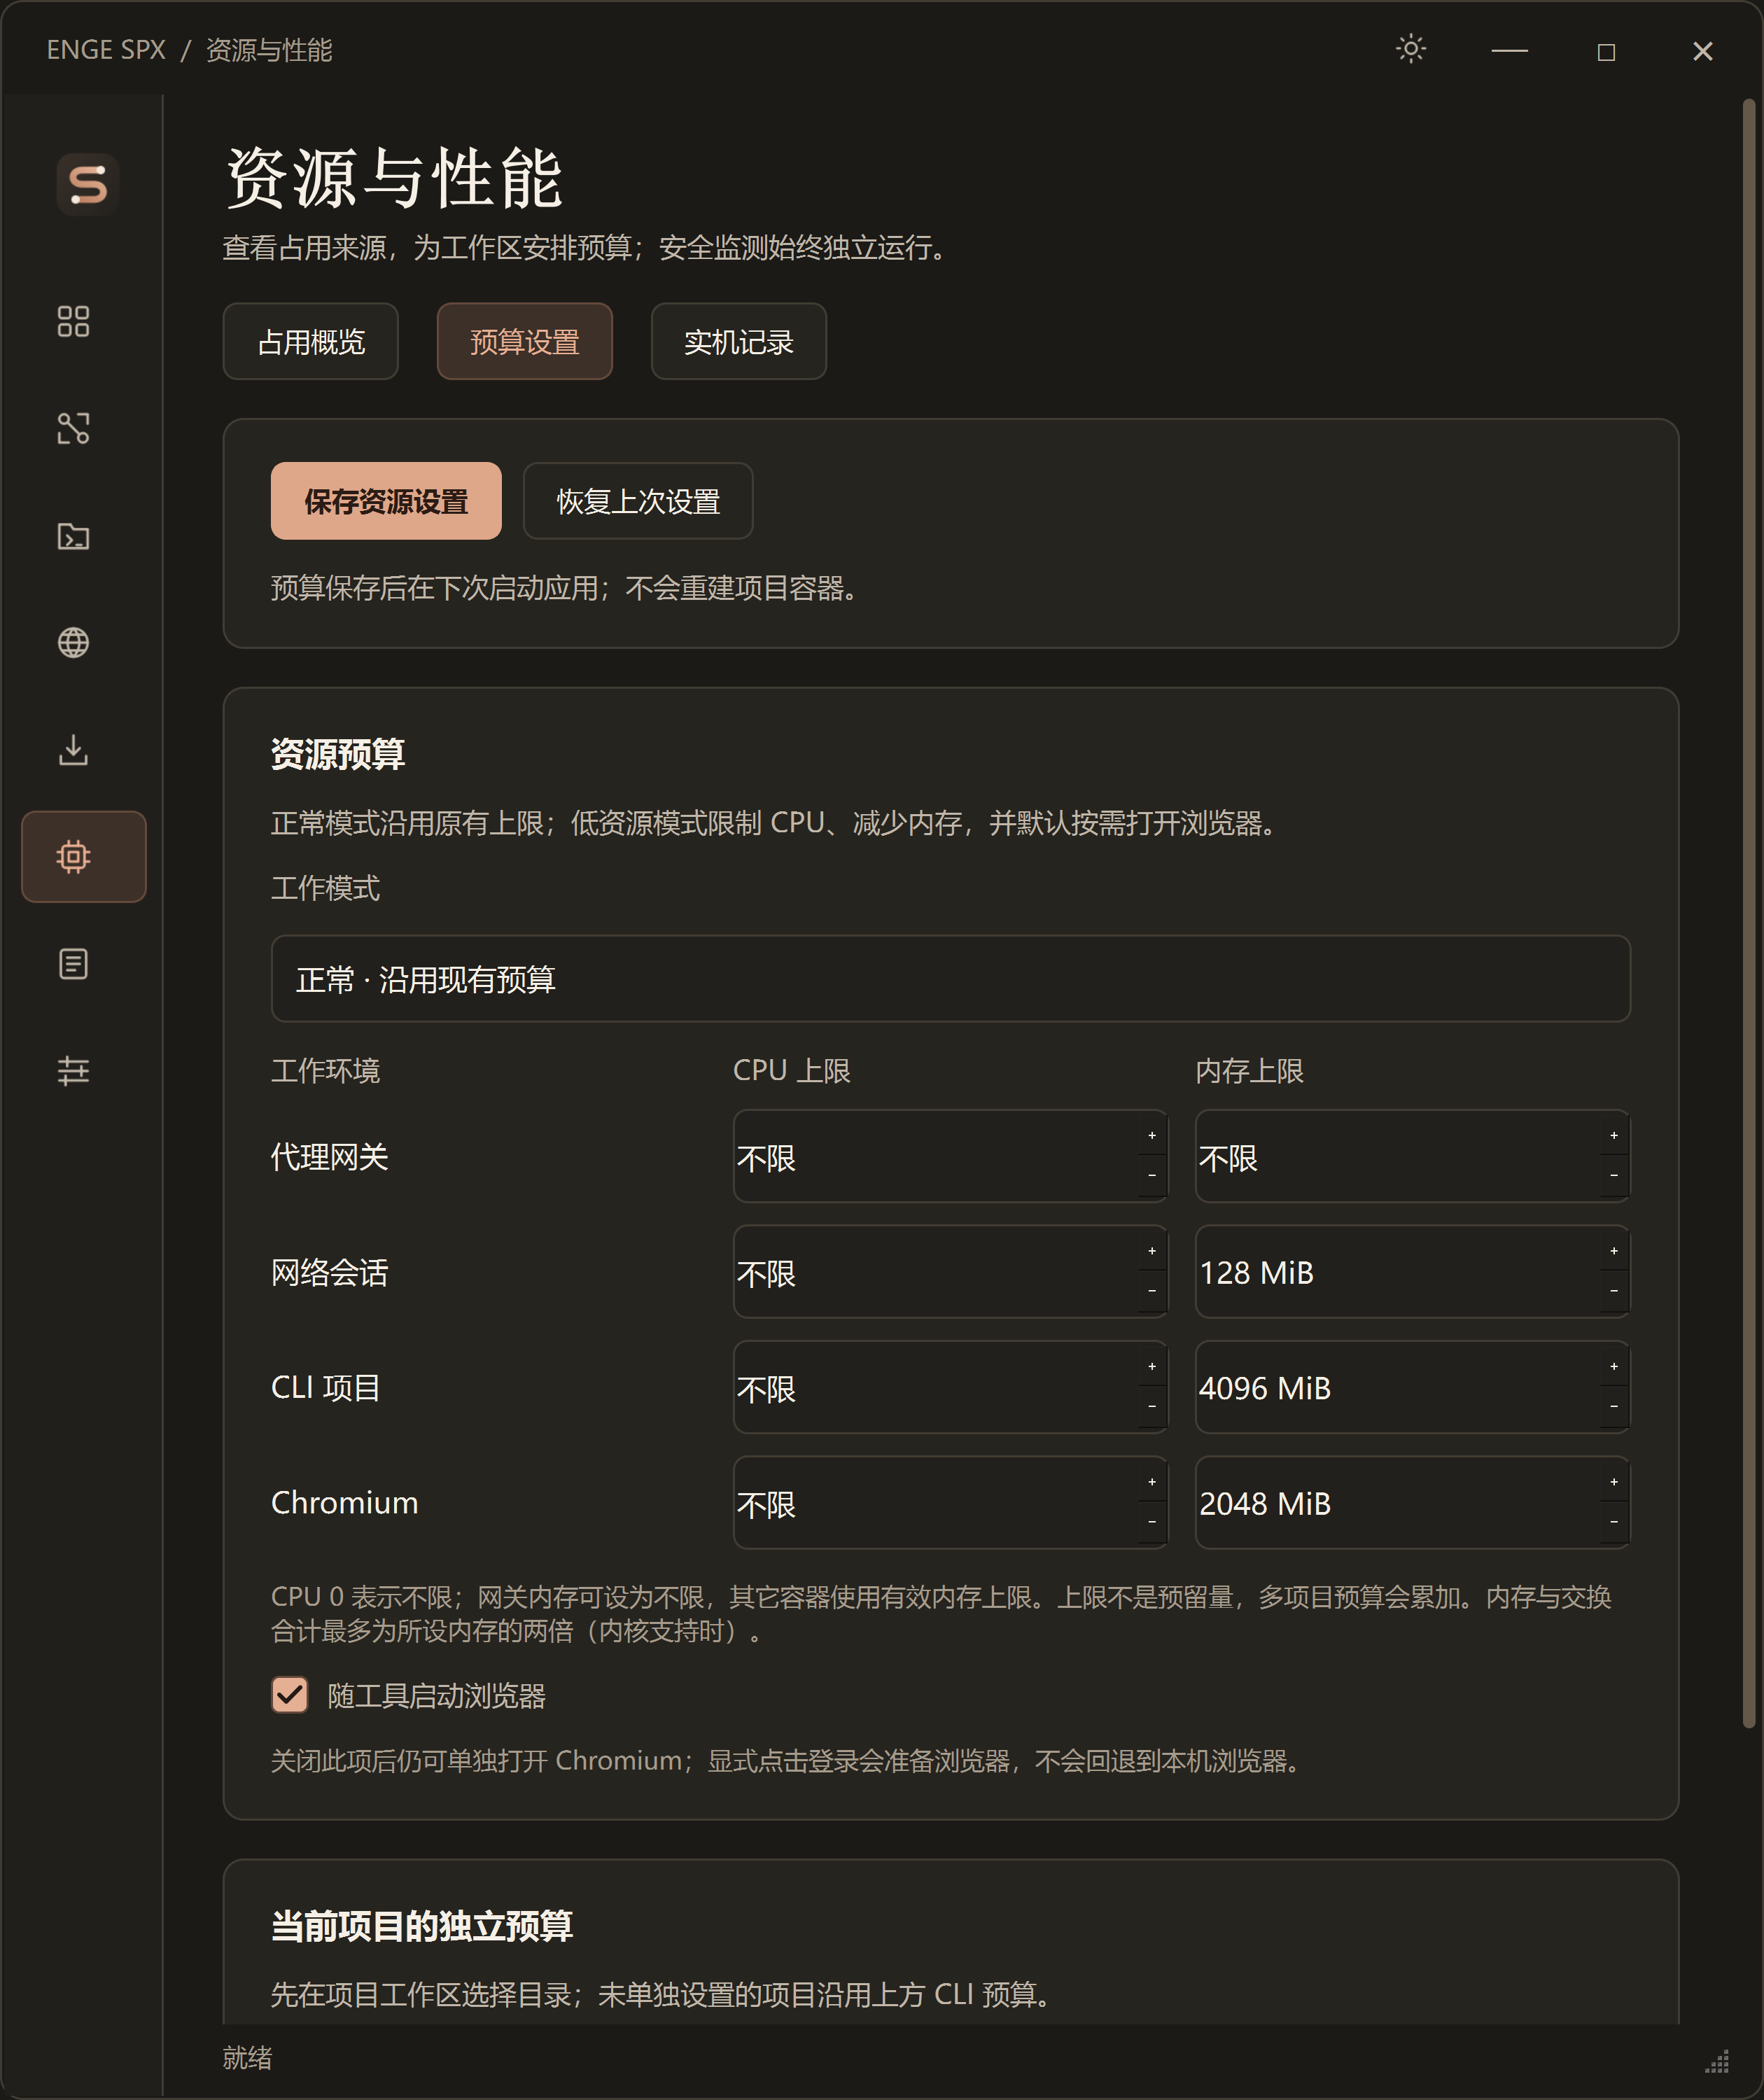 ENGE SPX / 资源与性能
资源与性能
查看占用来源，为工作区安排预算；安全监测始终独立运行。
占用概览 预算设置 实机记录
保存资源设置 恢复上次设置
预算保存后在下次启动应用；不会重建项目容器。
资源预算
正常模式沿用原有上限；低资源模式限制 CPU、减少内存，并默认按需打开浏览器。
工作模式
正常 · 沿用现有预算
工作环境 CPU 上限 内存上限
代理网关 不限 不限
网络会话 不限 128 MiB
CLI 项目 不限 4096 MiB
Chromium 不限 2048 MiB
CPU 0 表示不限；网关内存可设为不限，其它容器使用有效内存上限。上限不是预留量，多项目预算会累加。内存与交换
合计最多为所设内存的两倍（内核支持时）。
随工具启动浏览器
关闭此项后仍可单独打开 Chromium；显式点击登录会准备浏览器，不会回退到本机浏览器。
当前项目的独立预算
先在项目工作区选择目录；未单独设置的项目沿用上方 CLI 预算。
就绪